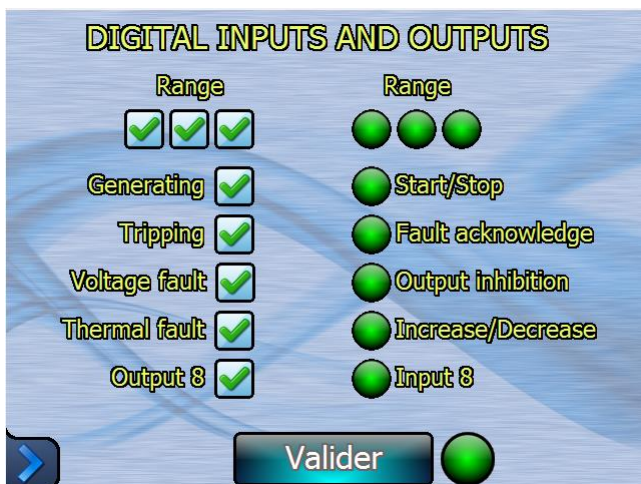 DIGITAL INPUTS AND OUTPUTS
Range Range
Generating Start/Stop
Tripping Fault acknowledge
Voltage fault Output inhibition
Thermal fault Increase/Decrease
Output 8 Input 8
Valider